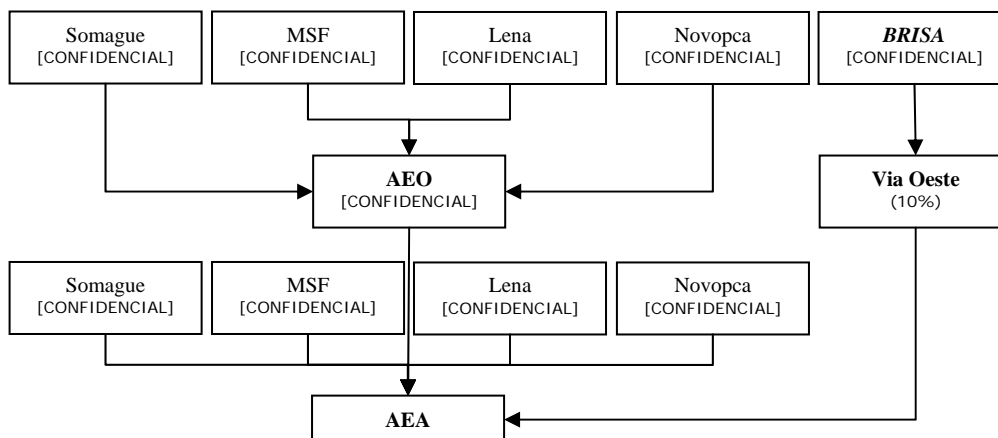 Somague
[CONFIDENCIAL]
MSF
[CONFIDENCIAL]
Lena
[CONFIDENCIAL]
Novopca
[CONFIDENCIAL]
BRISA
[CONFIDENCIAL]
AEO
[CONFIDENCIAL]
Via Oeste
(10%)
Somague
[CONFIDENCIAL]
MSF
[CONFIDENCIAL]
Lena
[CONFIDENCIAL]
Novopca
[CONFIDENCIAL]
AEA